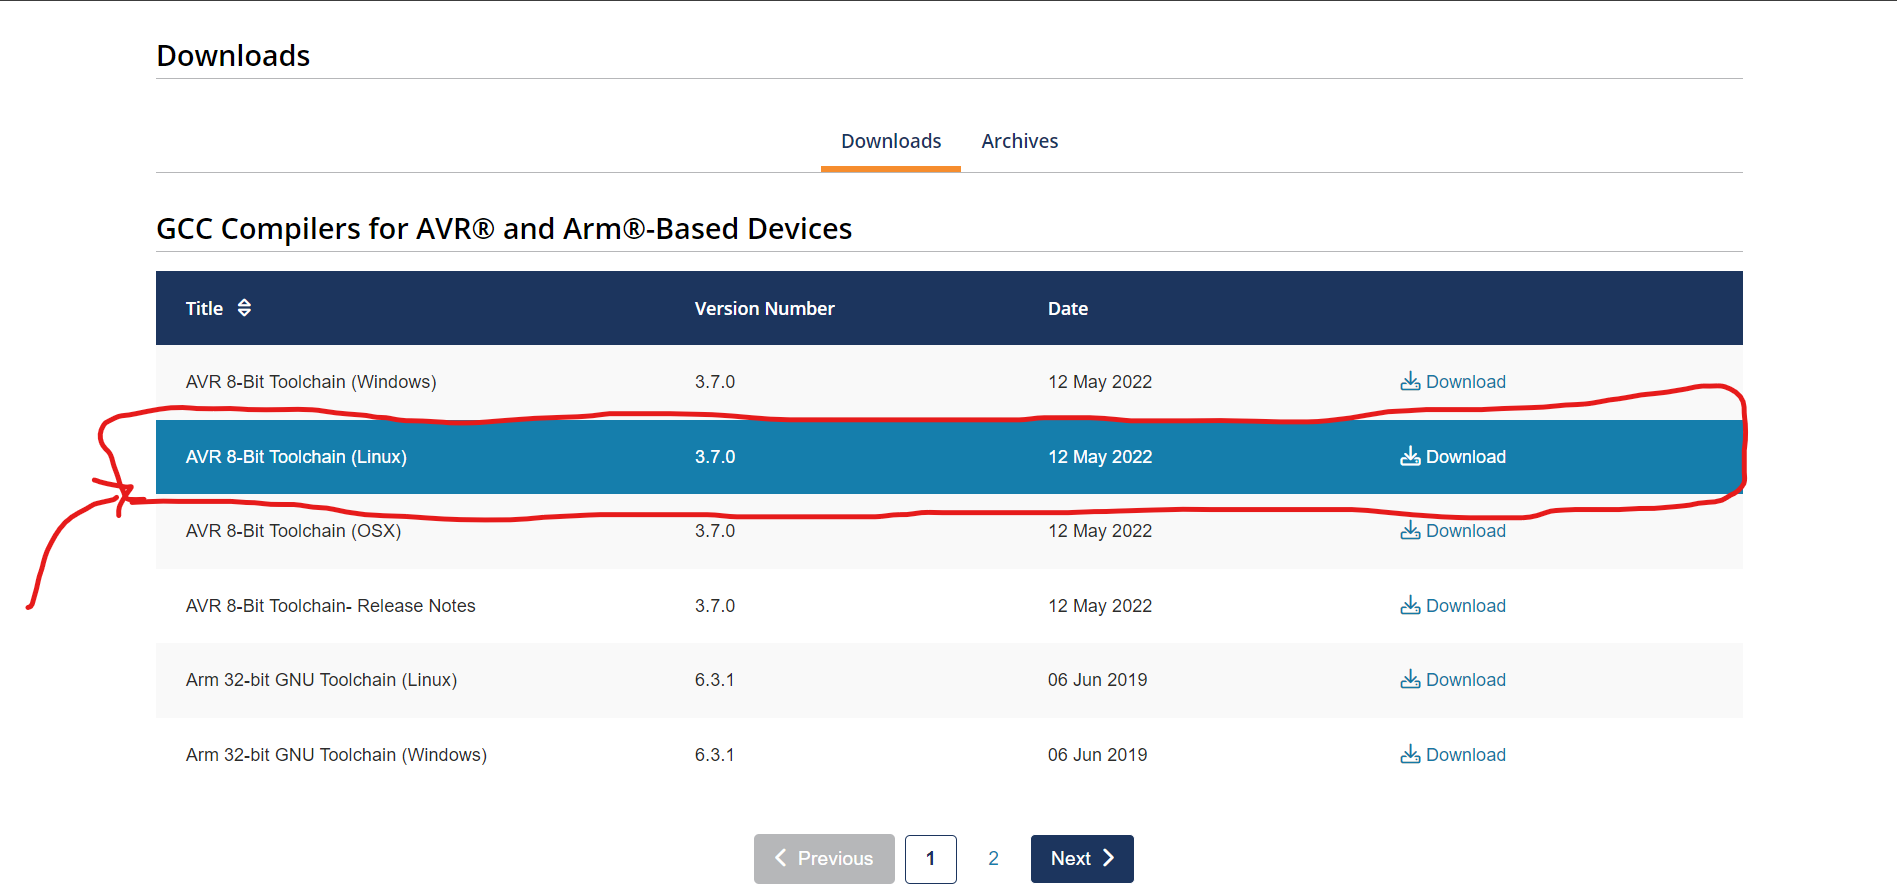 Downloads
Downloads Archives
GCC Compilers for AVR® and Arm®-Based Devices
Title Version Number Date
AVR 8-Bit Toolchain (Windows) 3.7.0 12 May 2022 Download
AVR 8-Bit Toolchain (Linux) 3.7.0 12 May 2022 Download
AVR 8-Bit Toolchain (OSX) 3.7.0 12 May 2022 Download
AVR 8-Bit Toolchain- Release Notes 3.7.0 12 May 2022 Download
Arm 32-bit GNU Toolchain (Linux) 6.3.1 06 Jun 2019 Download
Arm 32-bit GNU Toolchain (Windows) 6.3.1 06 Jun 2019 Download
Previous 1 2 Next